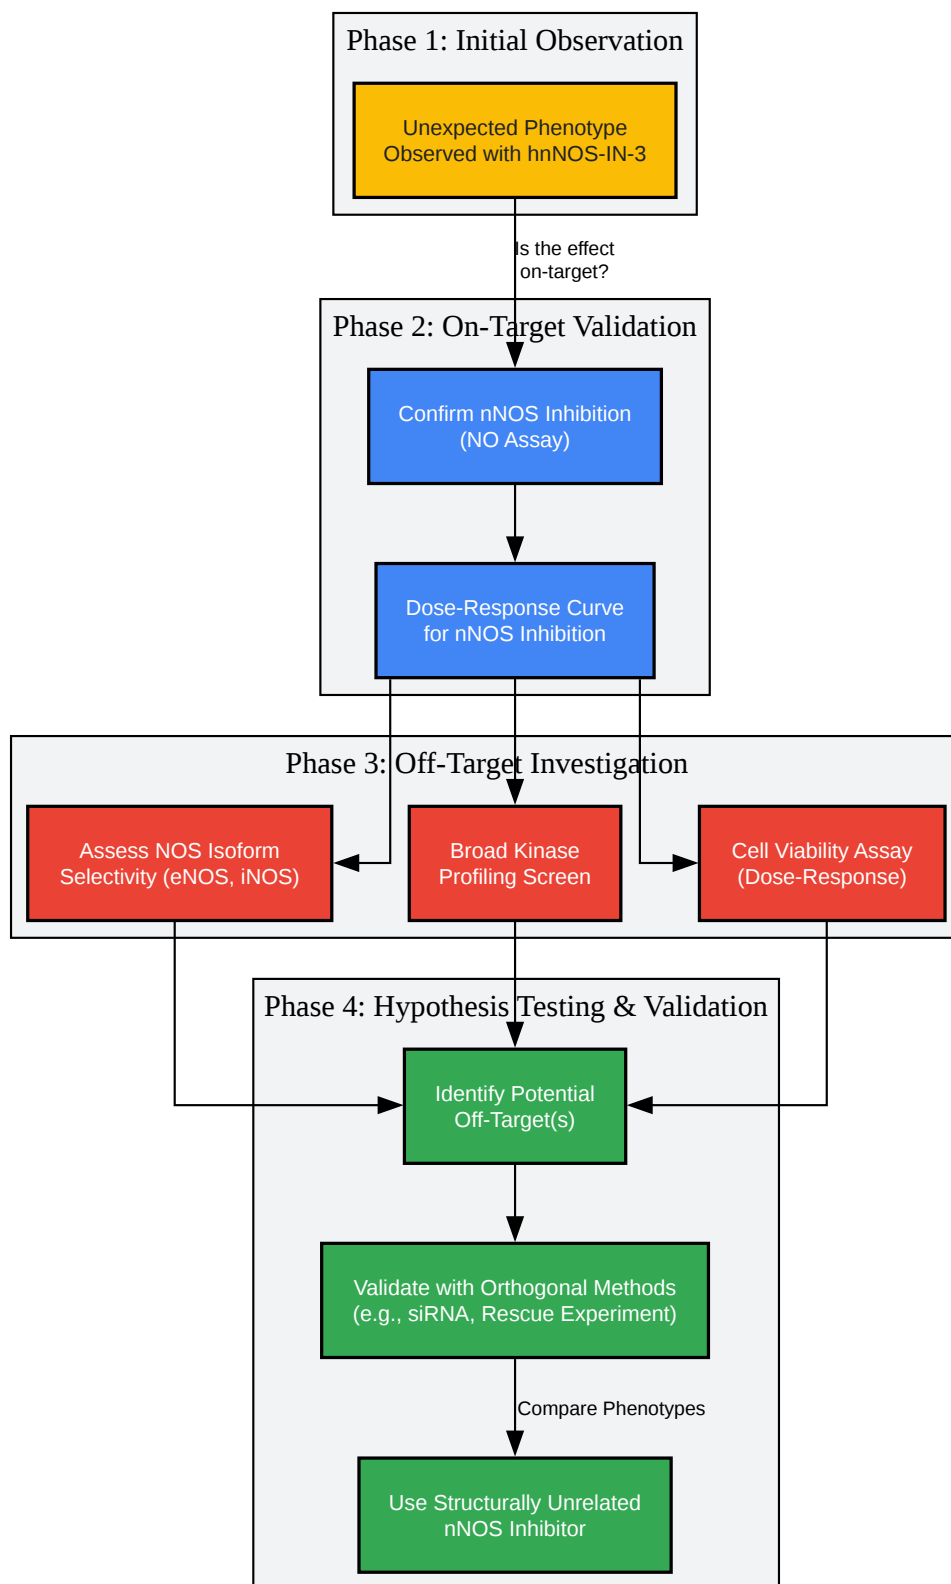 Phase 1: Initial Observation
Unexpected Phenotype
Observed with hnNOS-IN-3
Is the effect
on-target?
Phase 2: On-Target Validation
Confirm nNOS Inhibition
(NO Assay)
Dose-Response Curve
for nNOS Inhibition
Phase 3: Off-Target Investigation
Assess NOS Isoform
Selectivity (eNOS, iNOS)
Broad Kinase
Profiling Screen
Cell Viability Assay
(Dose-Response)
Phase 4: Hypothesis Testing & Validation
Identify Potential
Off-Target(s)
Validate with Orthogonal Methods
(e.g., siRNA, Rescue Experiment)
Compare Phenotypes
Use Structurally Unrelated
nNOS Inhibitor